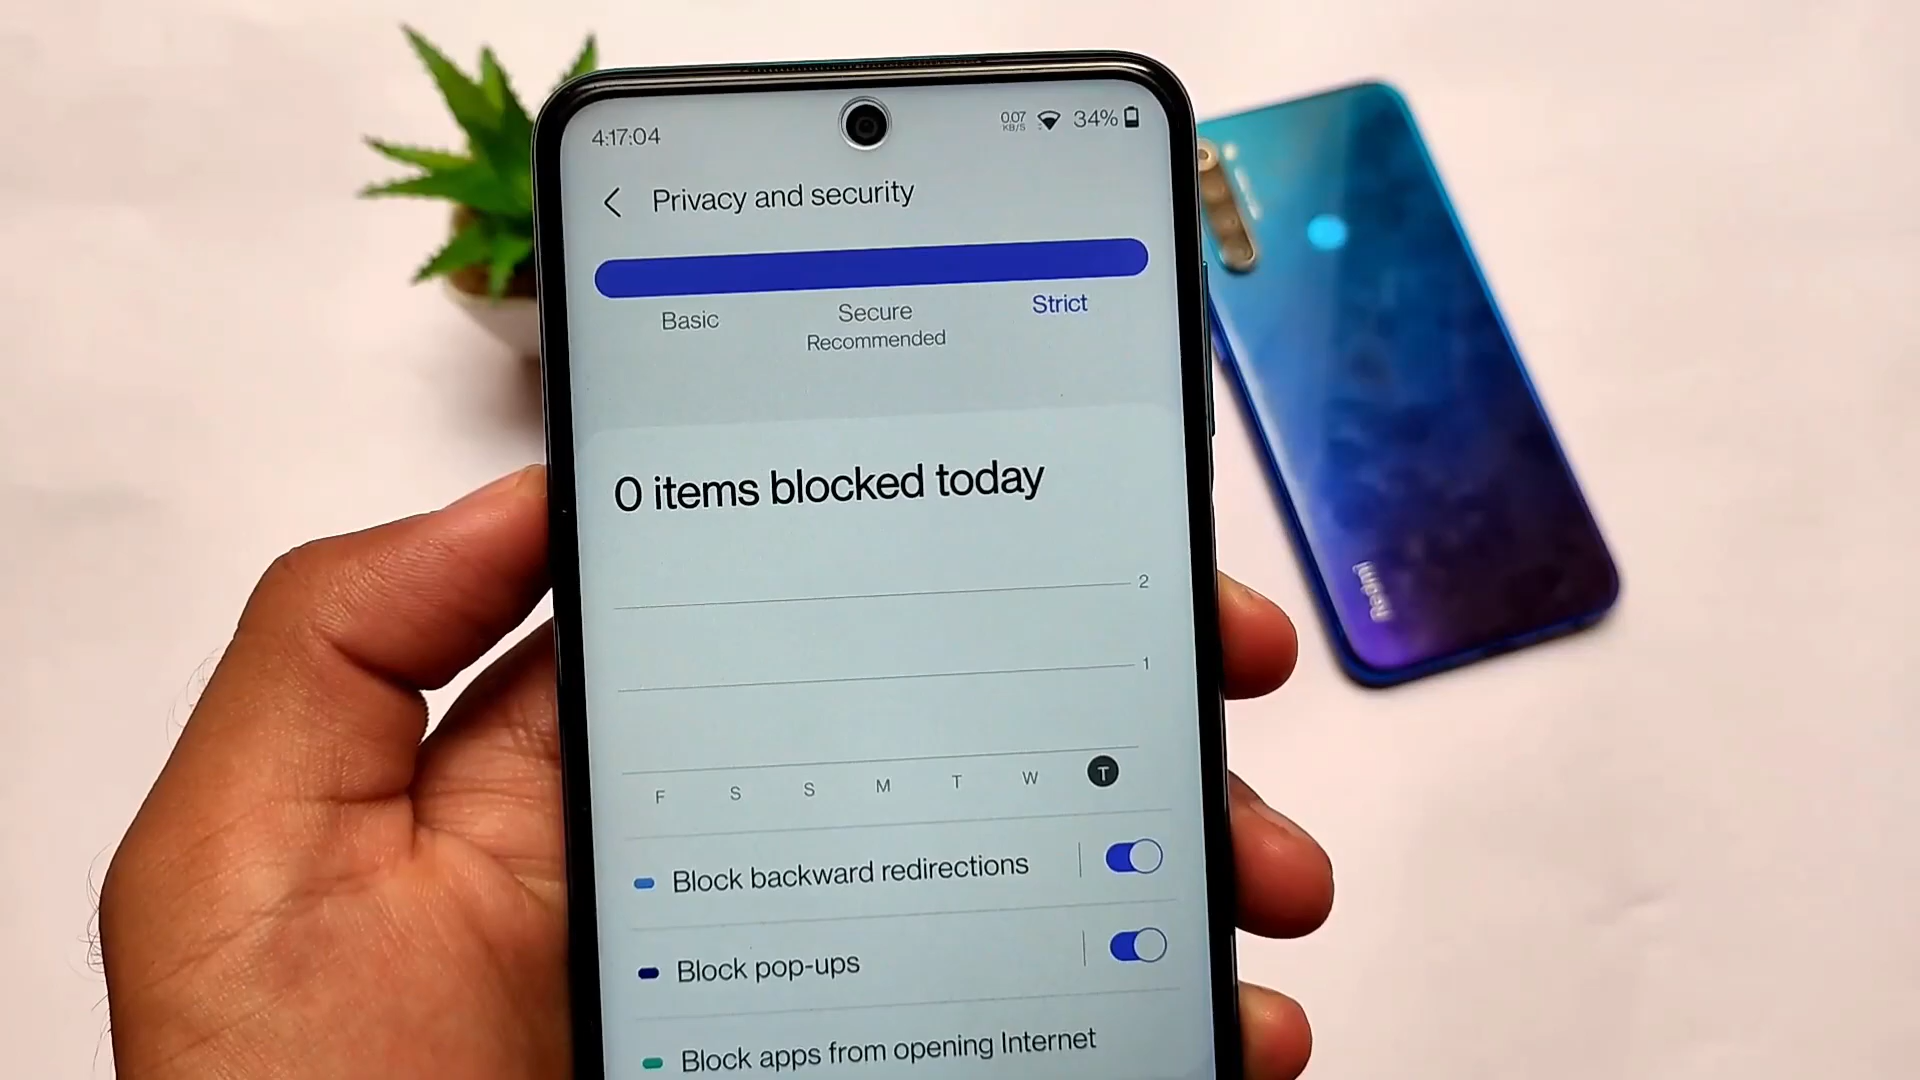 4:17:04
0.07
KB/S
34%
Privacy and security
Basic
Secure
Strict
Recommended
0 items blocked today
2
1
F S S M T W T
Block backward redirections
Block pop-ups
Block apps from opening Internet
Redmi